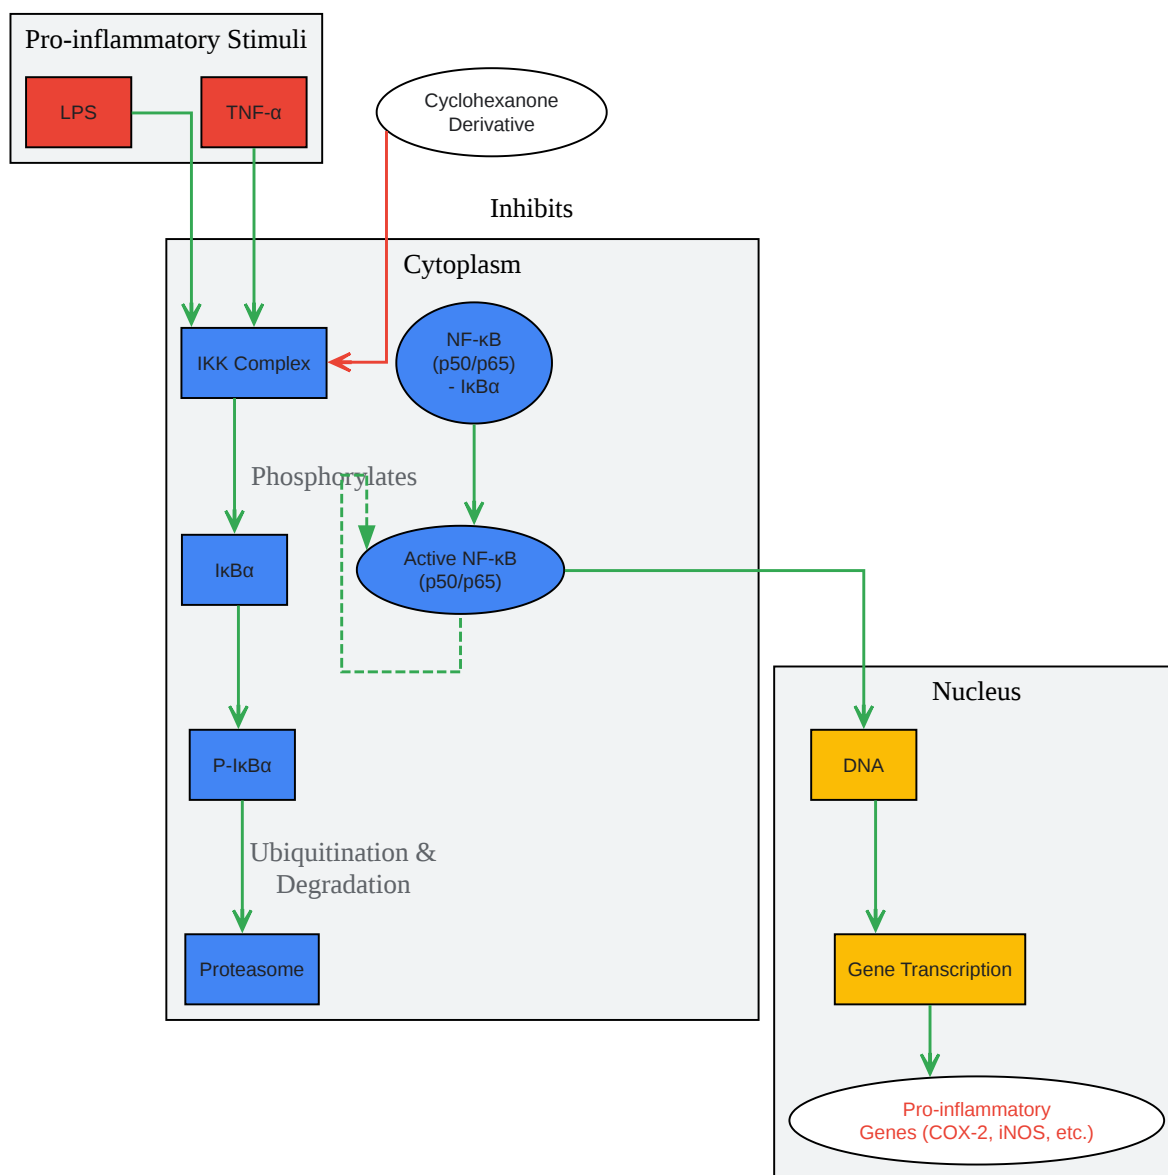 Pro-inflammatory Stimuli
LPS
TNF-α
Cyclohexanone
Derivative
Inhibits
Cytoplasm
IKK Complex
NF-κB
(p50/p65)
- IκBα
Phosphorylates
IκBα
Active NF-κB
(p50/p65)
P-IκBα
Ubiquitination &
Degradation
Proteasome
Nucleus
DNA
Gene Transcription
Pro-inflammatory
Genes (COX-2, iNOS, etc.)